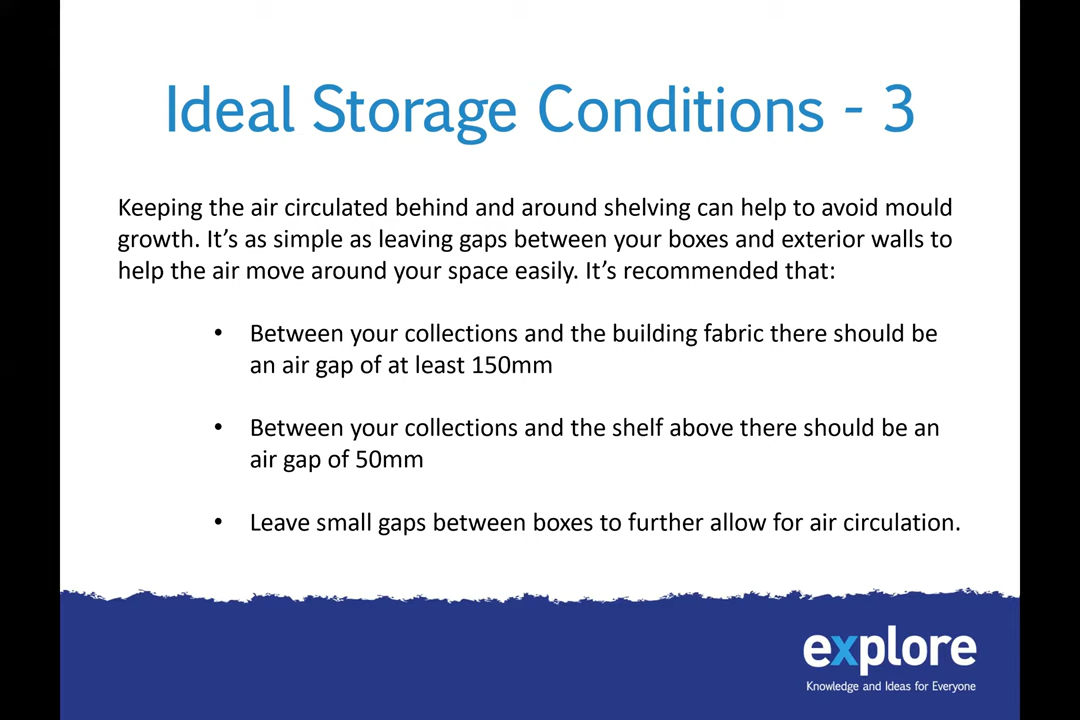 Ideal Storage Conditions - 3
Keeping the air circulated behind and around shelving can help to avoid mould
growth. It’s as simple as leaving gaps between your boxes and exterior walls to
help the air move around your space easily. It’s recommended that:
• Between your collections and the building fabric there should be
an air gap of at least 150mm
• Between your collections and the shelf above there should be an
air gap of 50mm
• Leave small gaps between boxes to further allow for air circulation.
explore
Knowledge and Ideas for Everyone